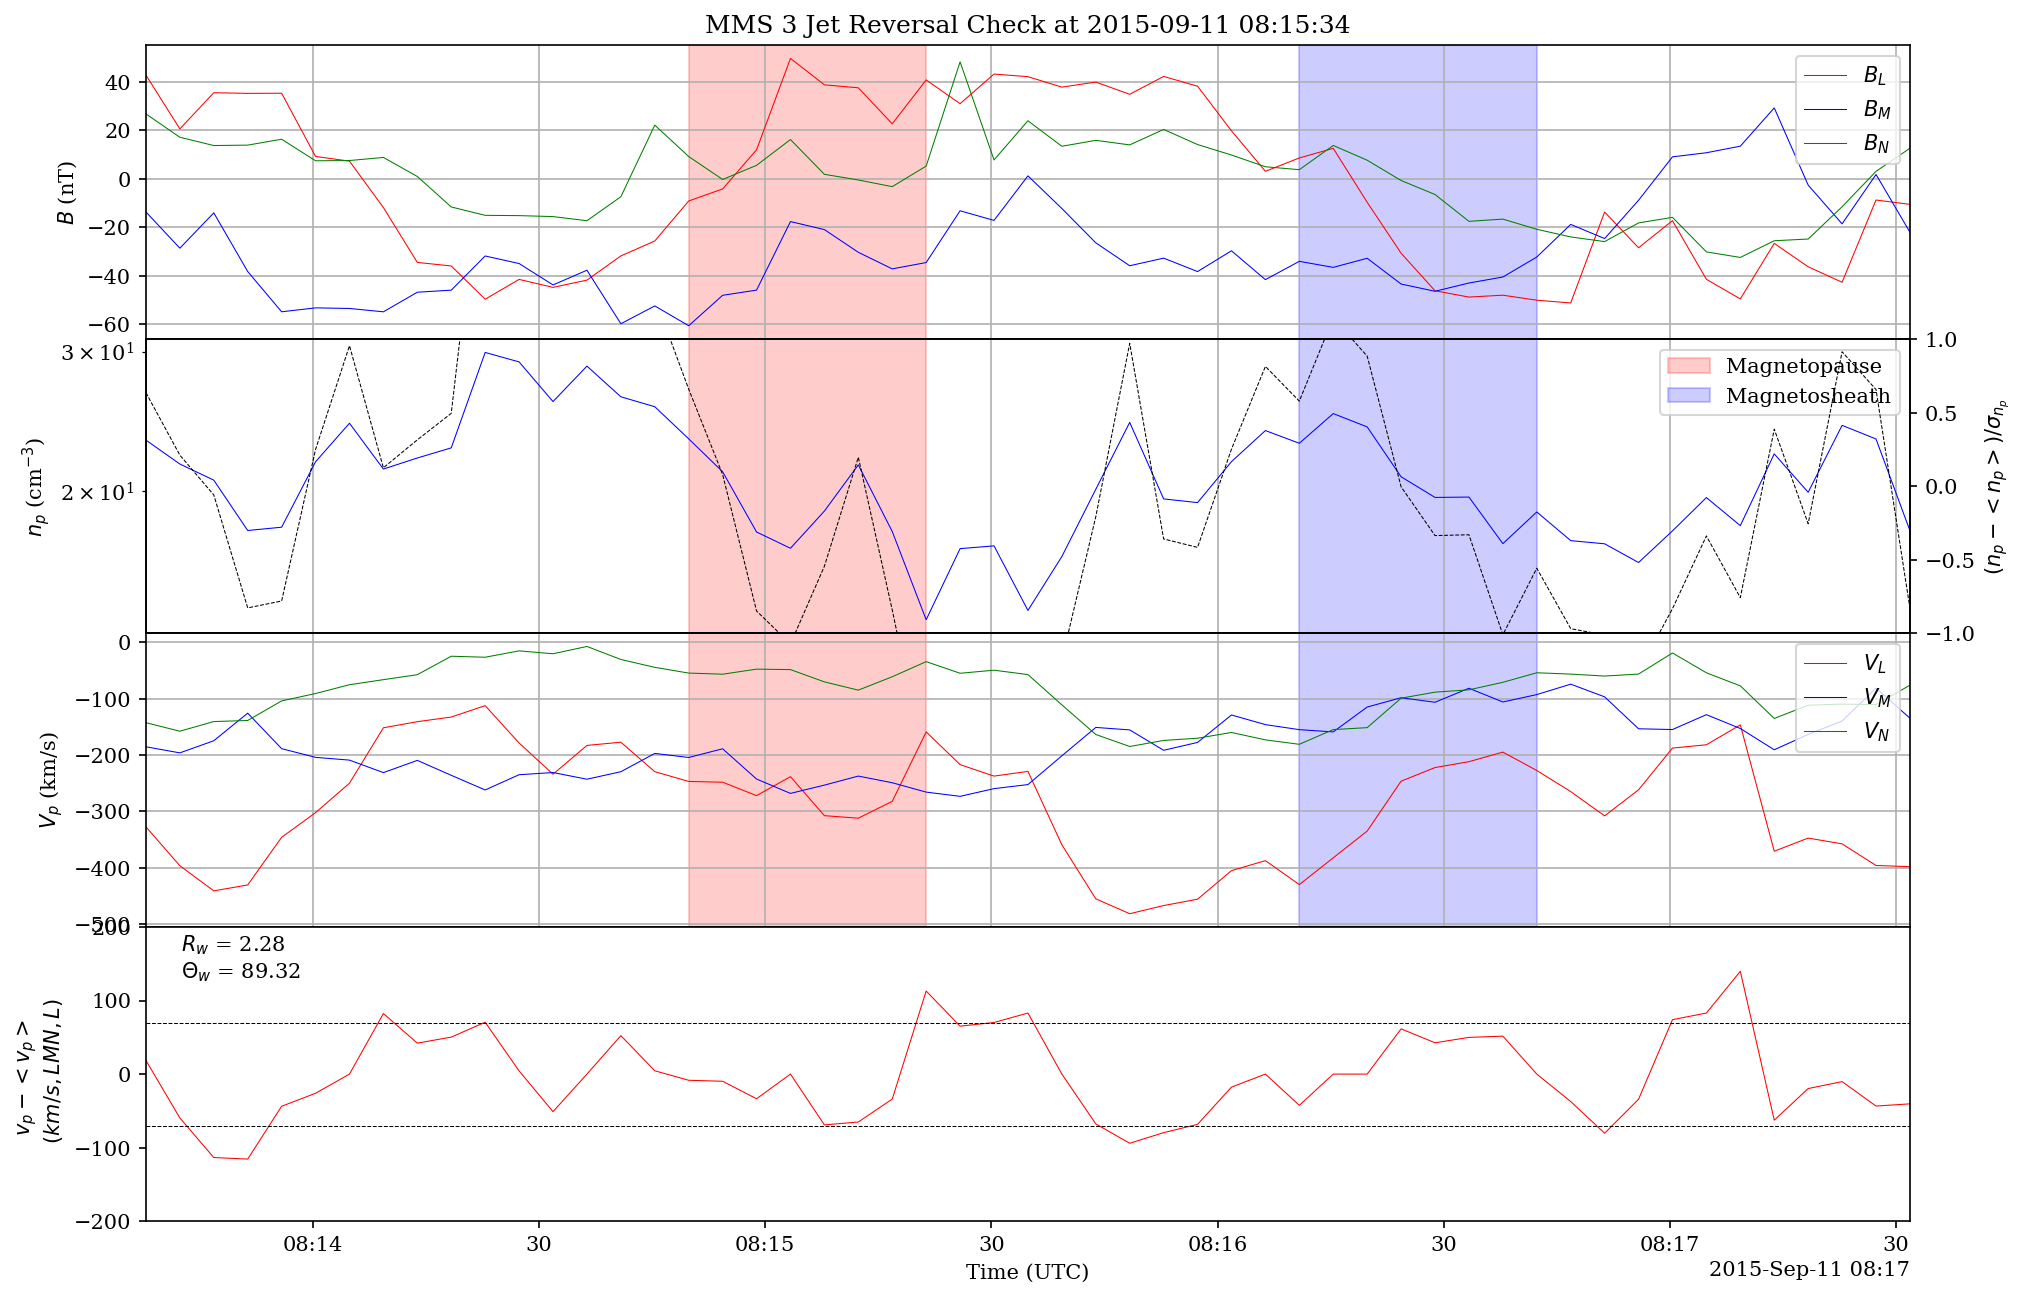 MMS 3 Jet Reversal Check at 2015-09-11 08:15:34
B (nT)
40
20
0
−20
−40
−60
B_L
B_M
B_N
n_p (cm^{−3})
3 × 10^1
2 × 10^1
Magnetopause
Magnetosheath
1.0
0.5
0.0
−0.5
−1.0
(n_p − < n_p >)/σ_{n_p}
V_p (km/s)
0
−100
−200
−300
−400
−500
V_L
V_M
V_N
v_p − < v_p >
(km/s, LMN, L)
200
100
0
−100
−200
R_w = 2.28
Θ_w = 89.32
08:14 30 08:15 30 08:16 30 08:17 30
Time (UTC)
2015-Sep-11 08:17